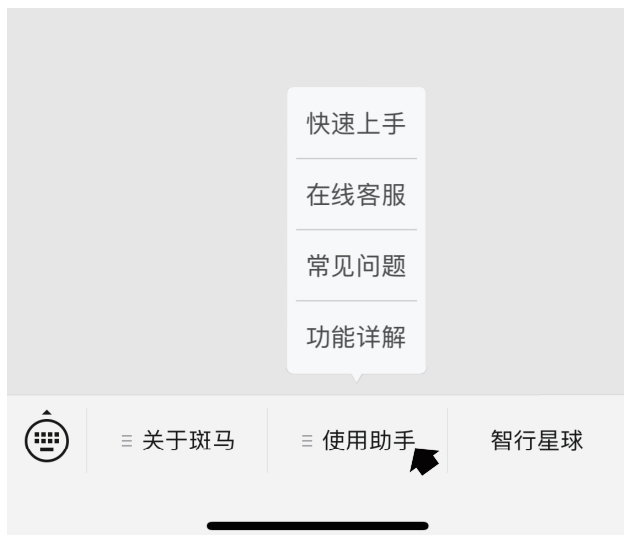 快速上手
在线客服
常见问题
功能详解
关于斑马
使用助手
智行星球